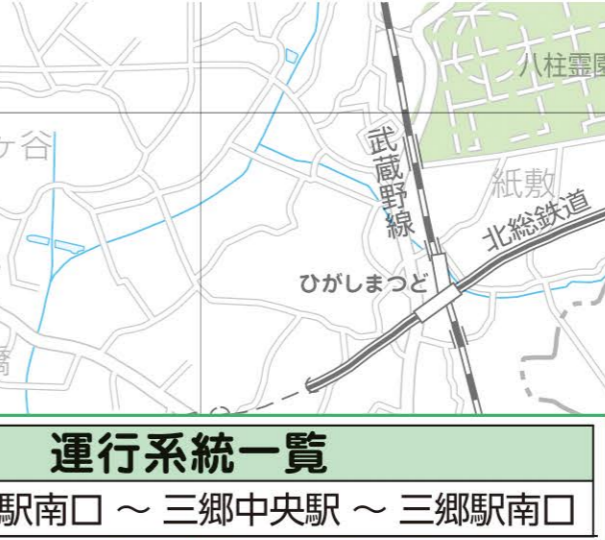 八柱霊園
武蔵野線
ヶ谷
紙敷
北総鉄道
ひがしまつど
橋
運行系統一覧
駅南口 ～ 三郷中央駅 ～ 三郷駅南口